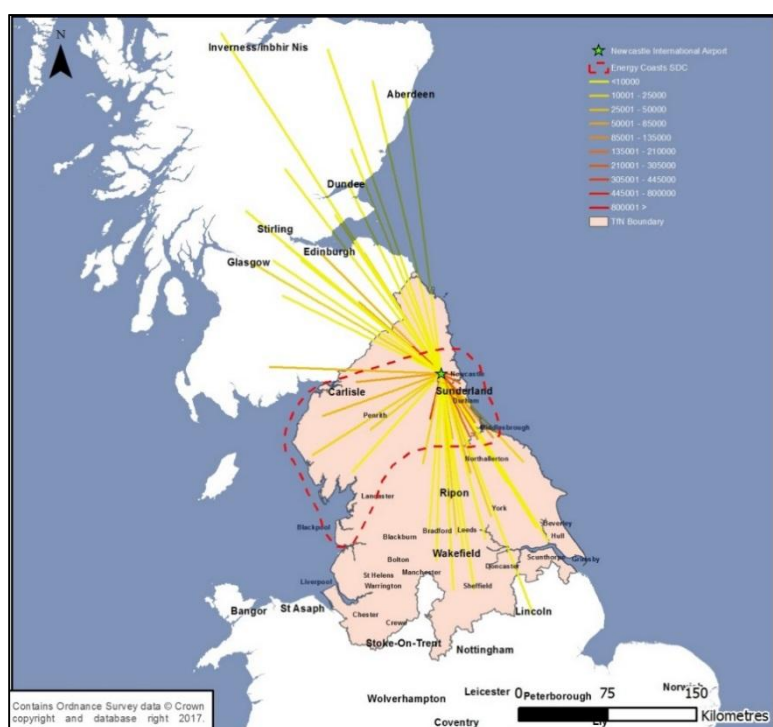 N
Newcastle International Airport
Energy Coasts SDC
<10000
10001 - 25000
25001 - 50000
50001 - 85000
85001 - 135000
135001 - 210000
210001 - 305000
305001 - 445000
445001 - 800000
800001 >
TfN Boundary
Inverness/Inbhir Nis
Aberdeen
Dundee
Stirling
Edinburgh
Glasgow
Newcastle
Carlisle
Sunderland
Durham
Penrith
Middlesbrough
Northallerton
Lancaster
Ripon
York
Blackpool
Beverley
Blackburn
Bradford
Leeds
Hull
Wakefield
Bolton
Scunthorpe
Grimsby
Doncaster
St Helens
Manchester
Liverpool
Warrington
Sheffield
Bangor
St Asaph
Lincoln
Chester
Crewe
Stoke-On-Trent
Nottingham
Leicester
Peterborough
Norwich
Wolverhampton
Coventry
Ely
0 75 150
Kilometres
Contains Ordnance Survey data © Crown
copyright and database right 2017.